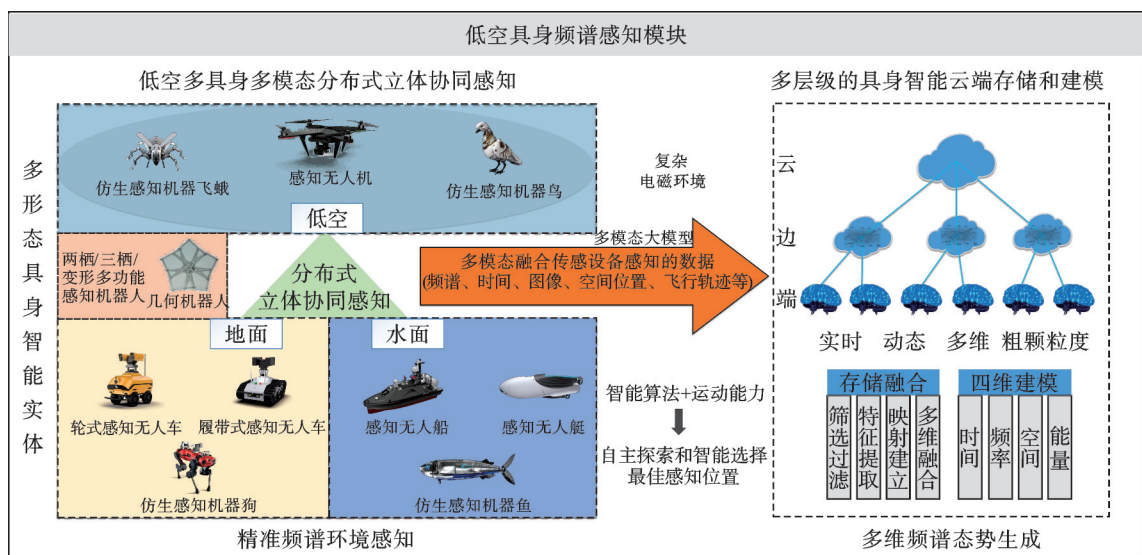 低空具身频谱感知模块
低空多具身多模态分布式立体协同感知
多形态具身智能实体
仿生感知机器飞蛾
感知无人机
仿生感知机器鸟
低空
两栖/三栖/
变形多功能
感知机器人
几何机器人
分布式
立体协同感知
地面
水面
轮式感知无人车
履带式感知无人车
仿生感知机器狗
感知无人船
感知无人艇
仿生感知机器鱼
精准频谱环境感知
复杂
电磁环境
多模态大模型
多模态融合传感设备感知的数据
(频谱、时间、图像、空间位置、飞行轨迹等)
智能算法+运动能力
自主探索和智能选择
最佳感知位置
多层级的具身智能云端存储和建模
云
边
端
实时 动态 多维 粗颗粒度
存储融合
筛选过滤
特征提取
映射建立
多维融合
四维建模
时间
频率
空间
能量
多维频谱态势生成